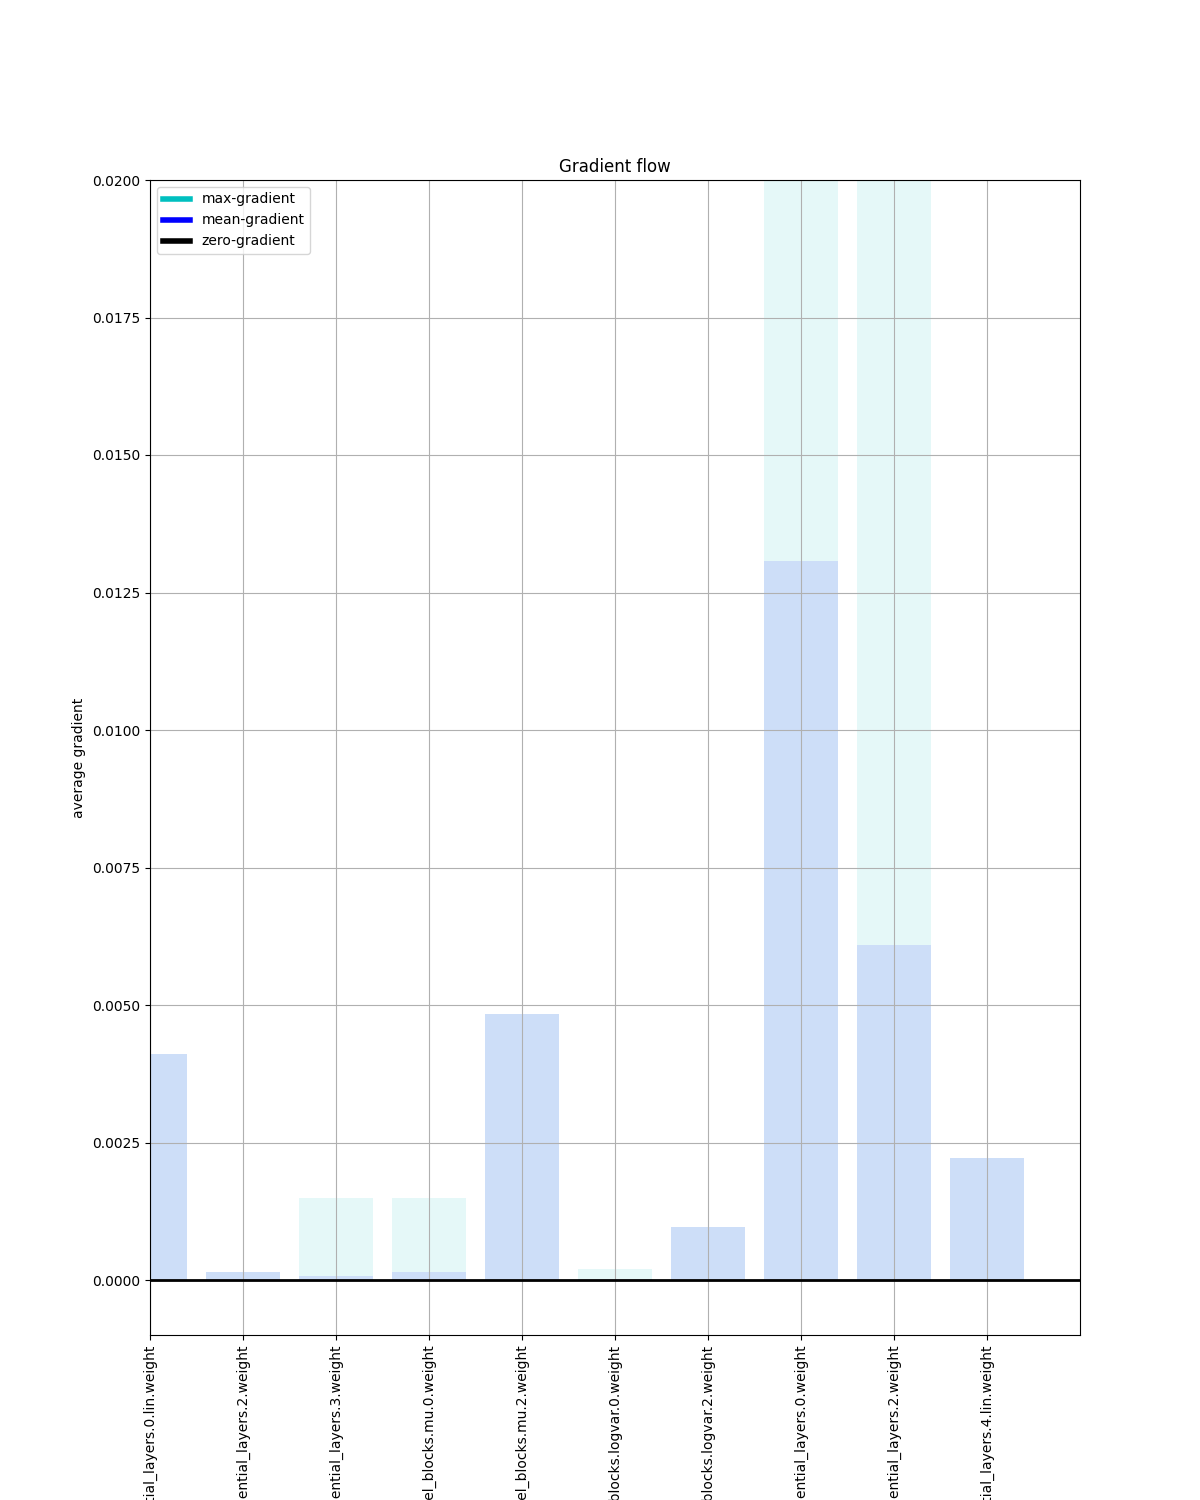 Gradient flow
max-gradient
mean-gradient
zero-gradient
0.0200
0.0175
0.0150
0.0125
0.0100
0.0075
0.0050
0.0025
0.0000
average gradient
tial_layers.0.lin.weight
ential_layers.2.weight
ential_layers.3.weight
el_blocks.mu.0.weight
el_blocks.mu.2.weight
blocks.logvar.0.weight
blocks.logvar.2.weight
ential_layers.0.weight
ential_layers.2.weight
tial_layers.4.lin.weight